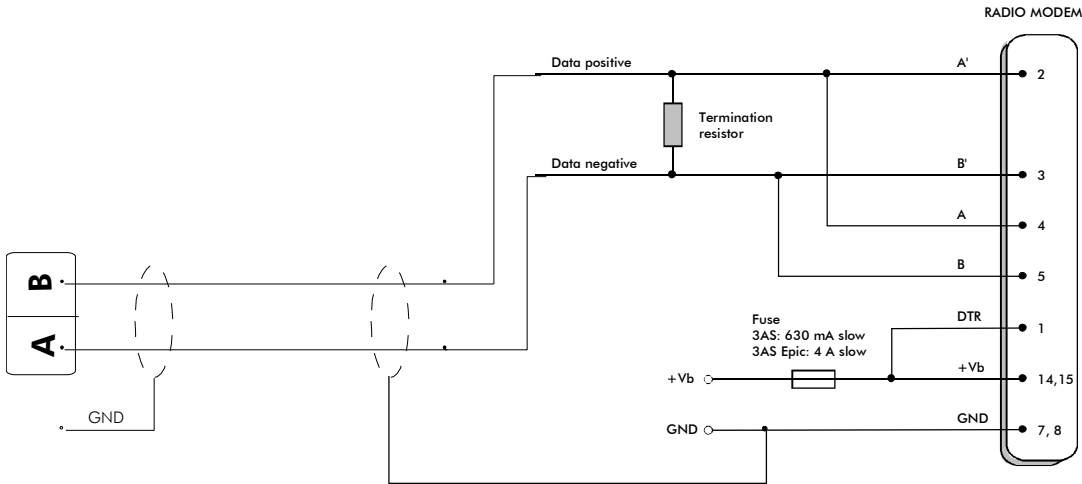 RADIO MODEM
Data positive
A'
2
Termination
resistor
Data negative
B'
3
A
4
B
B
5
A
Fuse
3AS: 630 mA slow
3AS Epic: 4 A slow
DTR
1
+Vb
+Vb
14,15
GND
GND
GND
7, 8